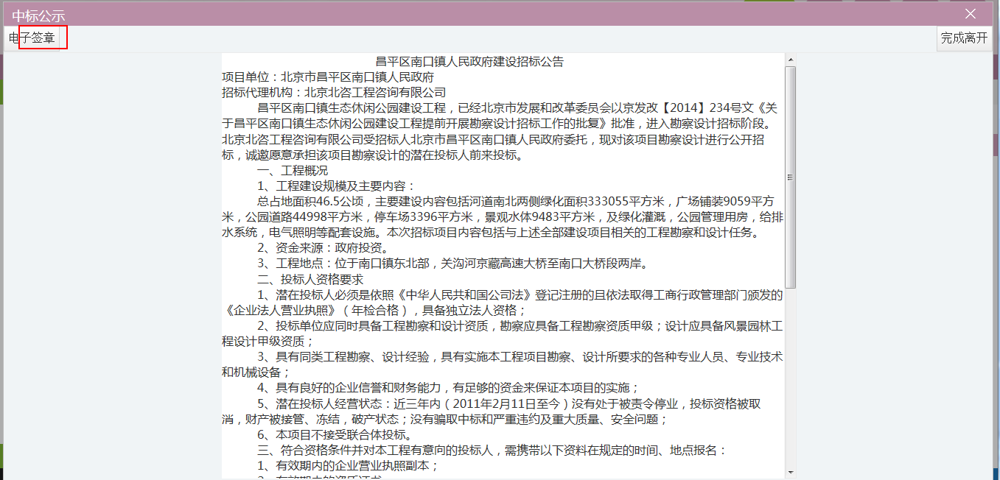 中标公示
电子签章
完成离开
昌平区南口镇人民政府建设招标公告
项目单位：北京市昌平区南口镇人民政府
招标代理机构：北京北咨工程咨询有限公司
昌平区南口镇生态休闲公园建设工程，已经北京市发展和改革委员会以京发改【2014】234号文《关
于昌平区南口镇生态休闲公园建设工程提前开展勘察设计招标工作的批复》批准，进入勘察设计招标阶段。
北京北咨工程咨询有限公司受招标人北京市昌平区南口镇人民政府委托，现对该项目勘察设计进行公开招
标，诚邀愿意承担该项目勘察设计的潜在投标人前来投标。
一、工程概况
1、工程建设规模及主要内容：
总占地面积46.5公顷，主要建设内容包括河道南北两侧绿化面积333055平方米，广场铺装9059平方
米，公园道路44998平方米，停车场3396平方米，景观水体9483平方米，及绿化灌溉，公园管理用房，给排
水系统，电气照明等配套设施。本次招标项目内容包括与上述全部建设项目相关的工程勘察和设计任务。
2、资金来源：政府投资。
3、工程地点：位于南口镇东北部，关沟河京藏高速大桥至南口大桥段两岸。
二、投标人资格要求
1、潜在投标人必须是依照《中华人民共和国公司法》登记注册的且依法取得工商行政管理部门颁发的
《企业法人营业执照》（年检合格），具备独立法人资格；
2、投标单位应同时具备工程勘察和设计资质，勘察应具备工程勘察资质甲级；设计应具备风景园林工
程设计甲级资质；
3、具有同类工程勘察、设计经验，具有实施本工程项目勘察、设计所要求的各种专业人员、专业技术
和机械设备；
4、具有良好的企业信誉和财务能力，有足够的资金来保证本项目的实施；
5、潜在投标人经营状态：近三年内（2011年2月11日至今）没有处于被责令停业，投标资格被取
消，财产被接管、冻结，破产状态；没有骗取中标和严重违约及重大质量、安全问题；
6、本项目不接受联合体投标。
三、符合资格条件并对本工程有意向的投标人，需携带以下资料在规定的时间、地点报名：
1、有效期内的企业营业执照副本；